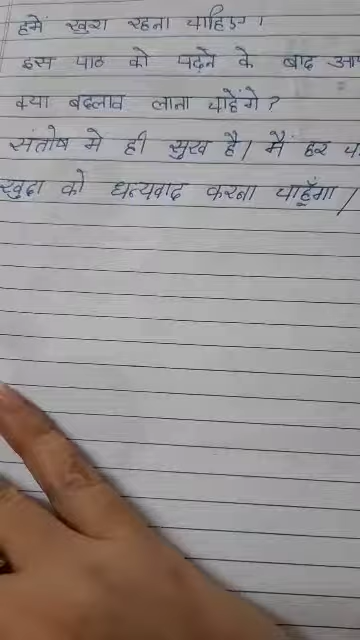 हमें खुश रहना चाहिए।
इस पाठ को पढ़ने के बाद
क्या बदलाव लाना चाहेंगे ?
संतोष मे ही सुख है। मैं हर
खुदा को धन्यवाद करना चाहूँगा।